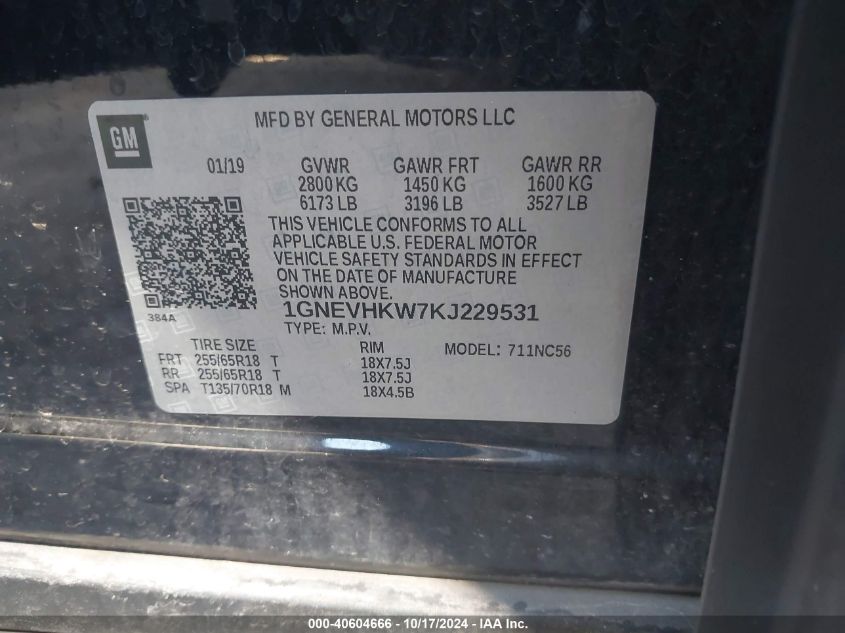 GM
MFD BY GENERAL MOTORS LLC
01/19 GVWR GAWR FRT GAWR RR
2800 KG 1450 KG 1600 KG
6173 LB 3196 LB 3527 LB
THIS VEHICLE CONFORMS TO ALL
APPLICABLE U.S. FEDERAL MOTOR
VEHICLE SAFETY STANDARDS IN EFFECT
ON THE DATE OF MANUFACTURE
SHOWN ABOVE.
384A
1GNEVHKW7KJ229531
TYPE: M.P.V.
TIRE SIZE RIM MODEL: 711NC56
FRT 255/65R18 T 18X7.5J
RR 255/65R18 T 18X7.5J
SPA T135/70R18 M 18X4.5B
000-40604666 - 10/17/2024 - IAA Inc.